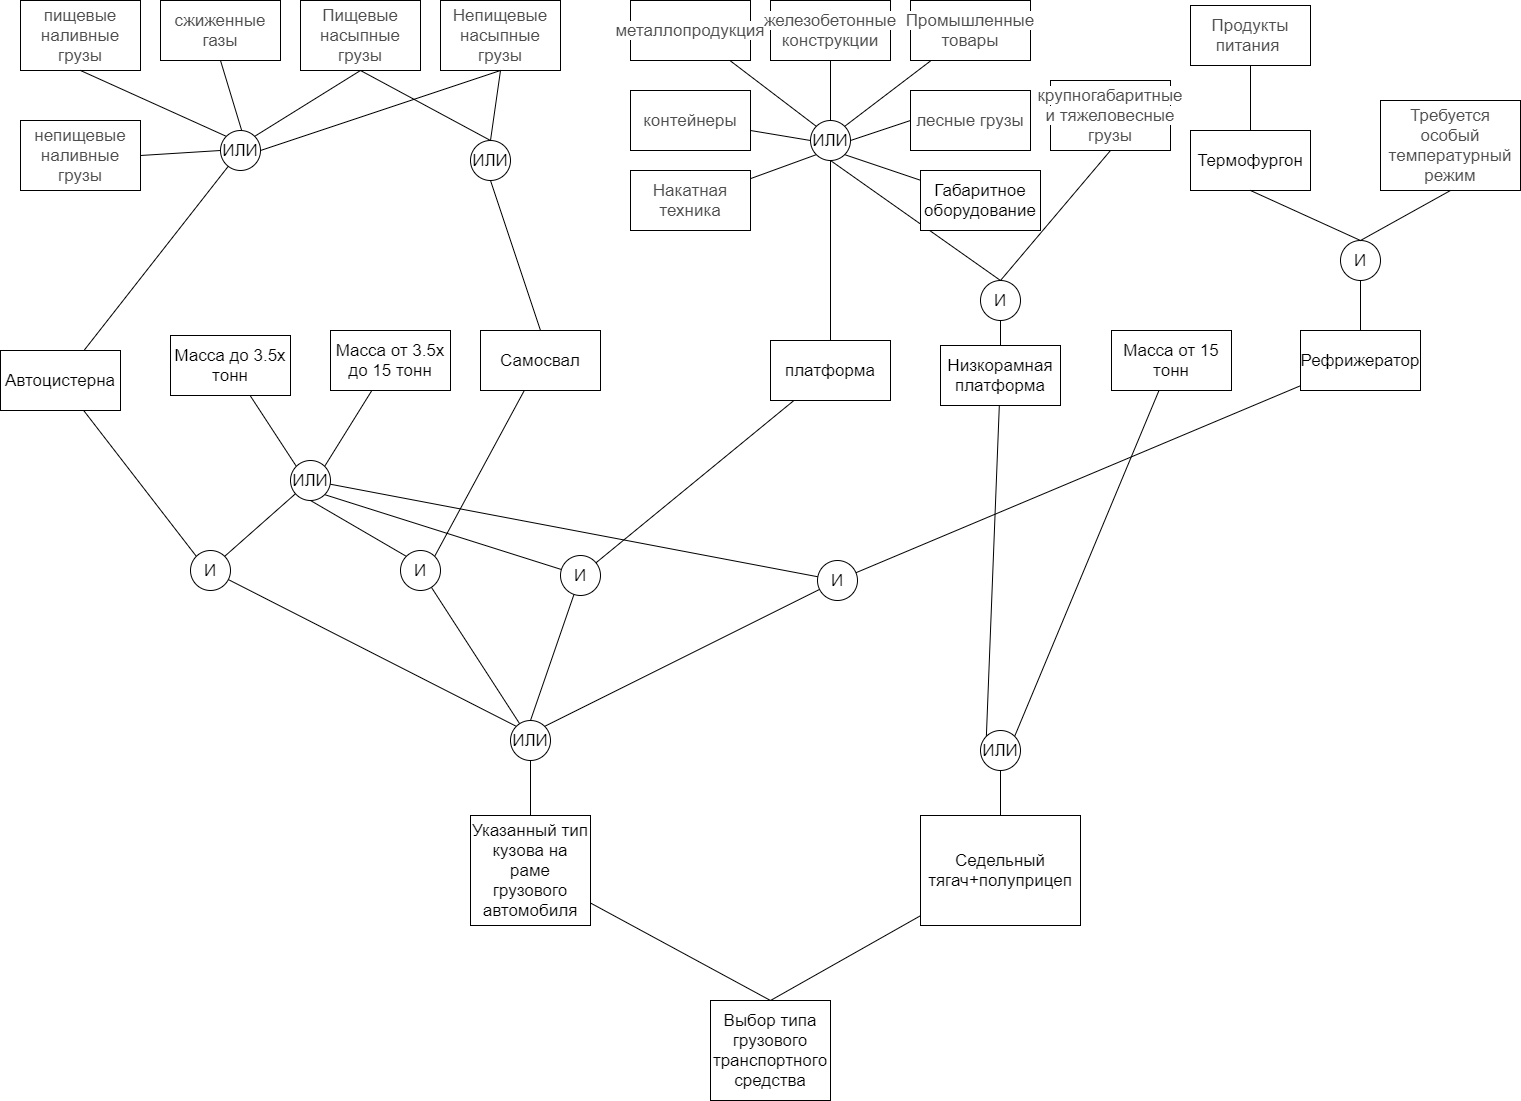 пищевые
наливные
грузы
сжиженные
газы
Пищевые
насыпные
грузы
Непищевые
насыпные
грузы
металлопродукция
железобетонные
конструкции
Промышленные
товары
Продукты
питания
непищевые
наливные
грузы
ИЛИ
ИЛИ
контейнеры
ИЛИ
лесные грузы
крупногабаритные
и тяжеловесные
грузы
Термофургон
Требуется
особый
температурный
режим
Накатная
техника
Габаритное
оборудование
И
И
Автоцистерна
Масса до 3.5х
тонн
Масса от 3.5х
до 15 тонн
Самосвал
платформа
Низкорамная
платформа
Масса от 15
тонн
Рефрижератор
ИЛИ
И
И
И
И
ИЛИ
ИЛИ
Указанный тип
кузова на
раме
грузового
автомобиля
Седельный
тягач+полуприцеп
Выбор типа
грузового
транспортного
средства